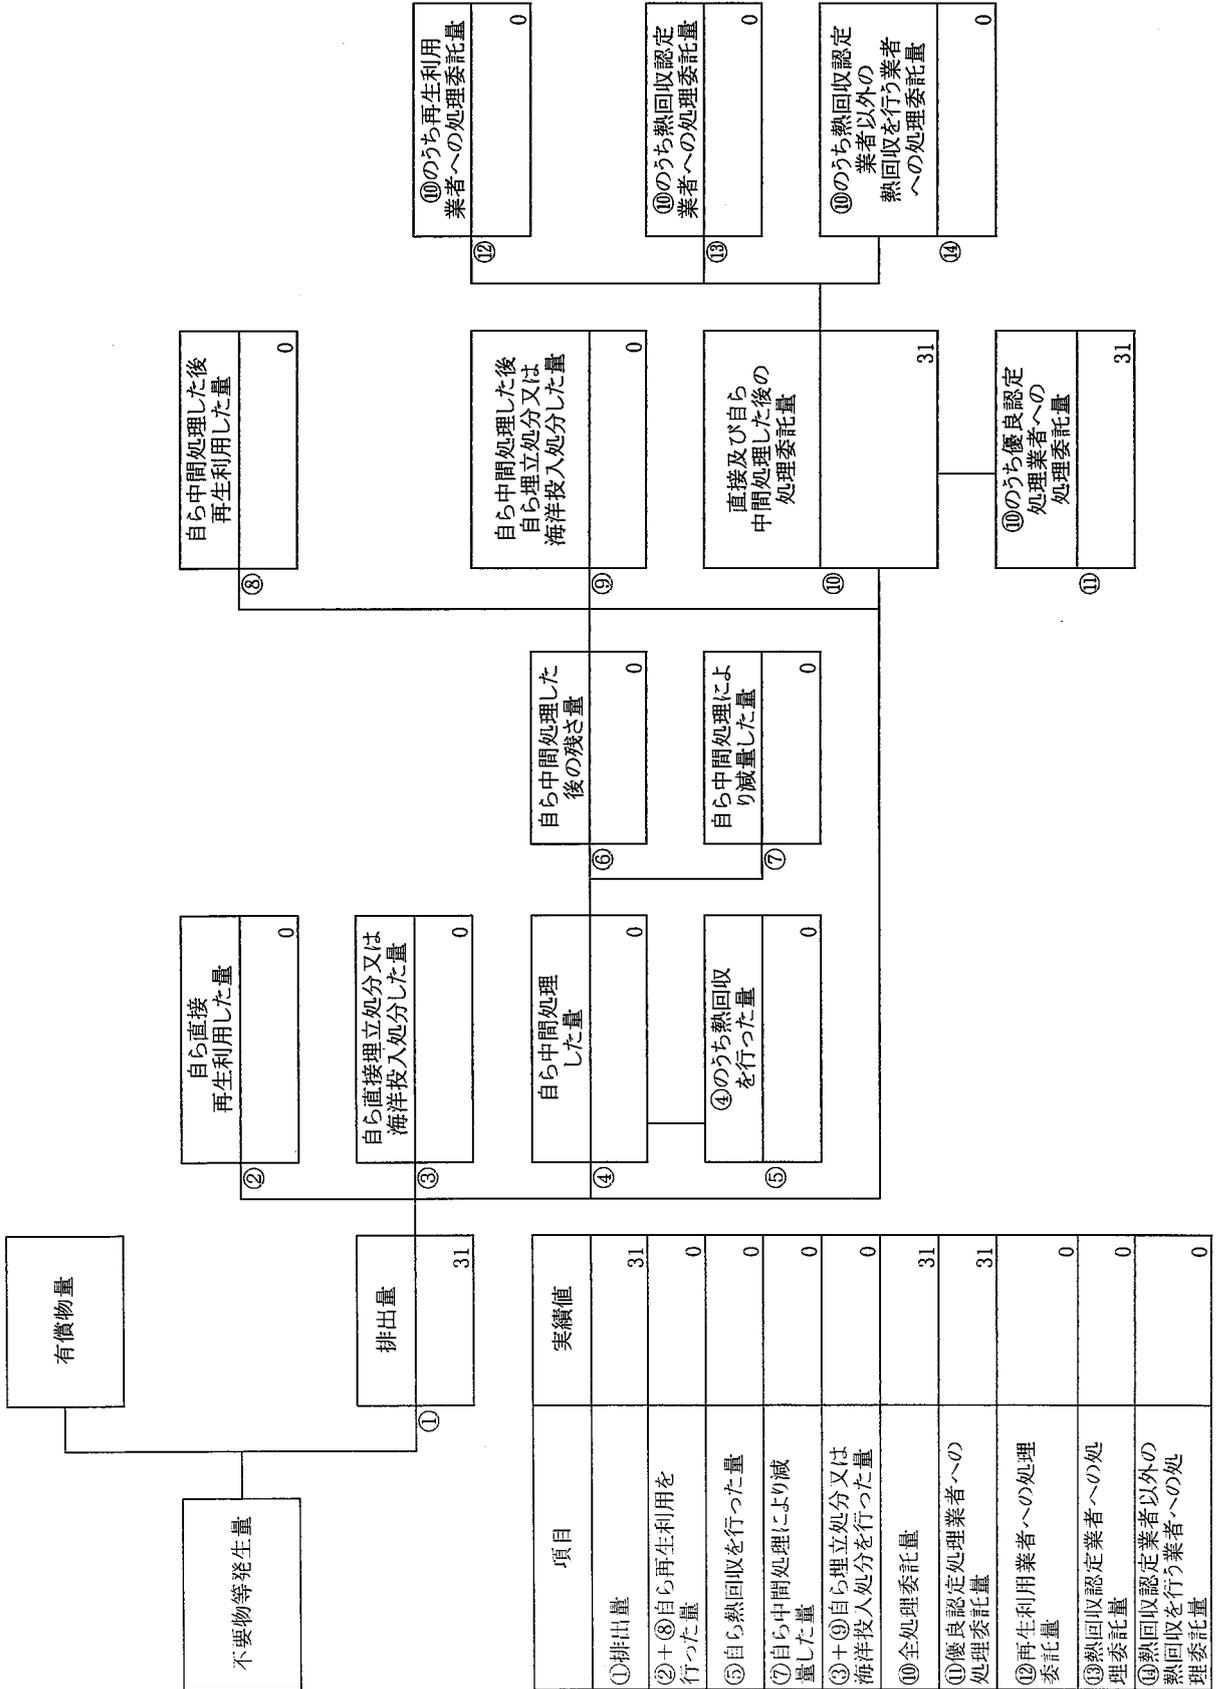 不要物等発生量
有償物量
①
排出量
31
②
自ら直接
再生利用した量
0
③
自ら直接埋立処分又は
海洋投入処分した量
0
④
自ら中間処理
した量
0
⑤
④のうち熱回収
を行った量
0
⑥
自ら中間処理した
後の残さ量
0
⑦
自ら中間処理によ
り減量した量
0
⑧
自ら中間処理した後
再生利用した量
0
⑨
自ら中間処理した後
自ら埋立処分又は
海洋投入処分した量
0
⑩
直接及び自ら
中間処理した後の
処理委託量
31
⑪
⑩のうち優良認定
処理業者への
処理委託量
31
⑫
⑩のうち再生利用
業者への処理委託量
0
⑬
⑩のうち熱回収認定
業者への処理委託量
0
⑭
⑩のうち熱回収認定
業者以外の
熱回収を行う業者
への処理委託量
0
項目
実績値
①排出量
31
②+⑧自ら再生利用を
行った量
0
⑤自ら熱回収を行った量
0
⑦自ら中間処理により減
量した量
0
③+⑨自ら埋立処分又は
海洋投入処分を行った量
0
⑩全処理委託量
31
⑪優良認定処理業者への
処理委託量
31
⑫再生利用業者への処理
委託量
0
⑬熱回収認定業者への処
理委託量
0
⑭熱回収認定業者以外の
熱回収を行う業者への処
理委託量
0